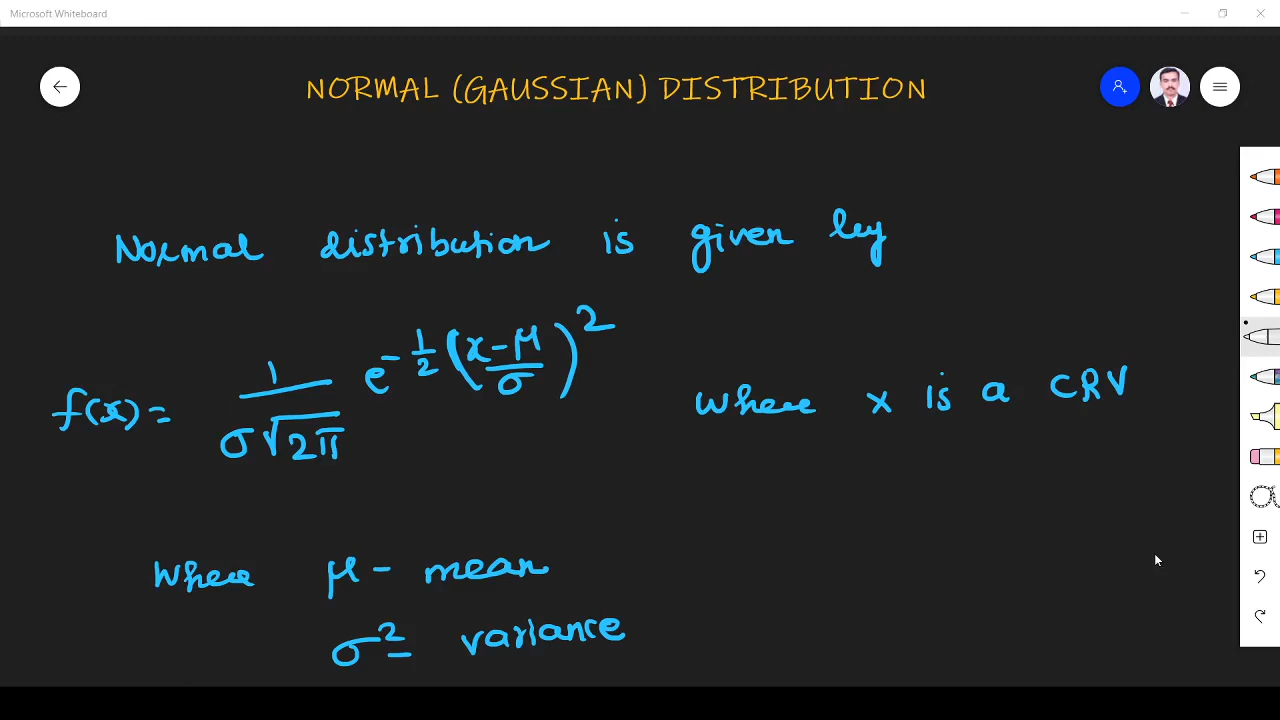 Microsoft Whiteboard
NORMAL (GAUSSIAN) DISTRIBUTION
Normal distribution is given by
f(x) = 1/(σ√2π) e^(-1/2 ((x-μ)/σ)^2) where x is a CRV
Where μ - mean
σ² - variance